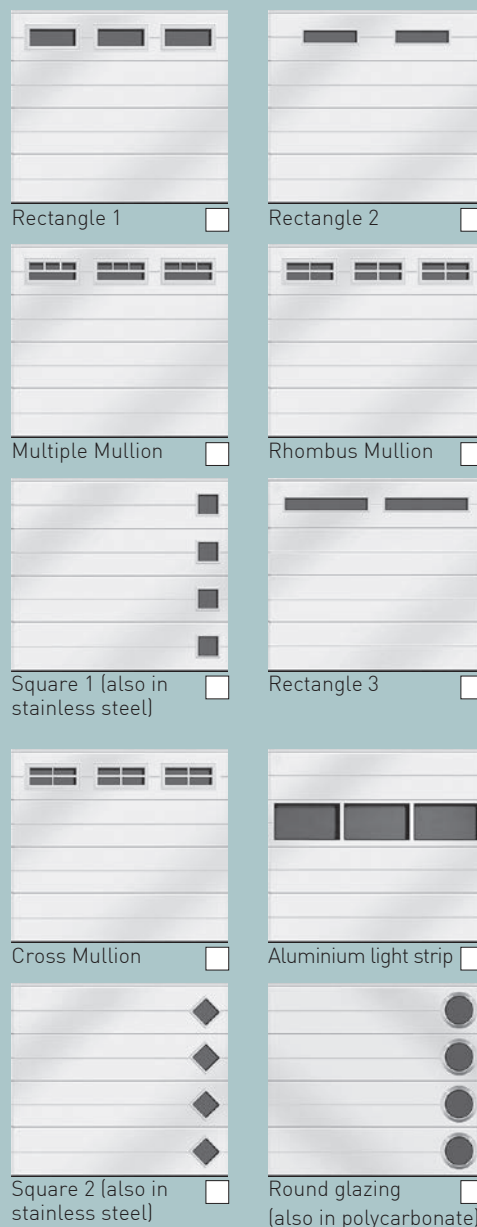 Rectangle 1
Rectangle 2
Multiple Mullion
Rhombus Mullion
Square 1 (also in
stainless steel)
Rectangle 3
Cross Mullion
Aluminium light strip
Square 2 (also in
stainless steel)
Round glazing
(also in polycarbonate)